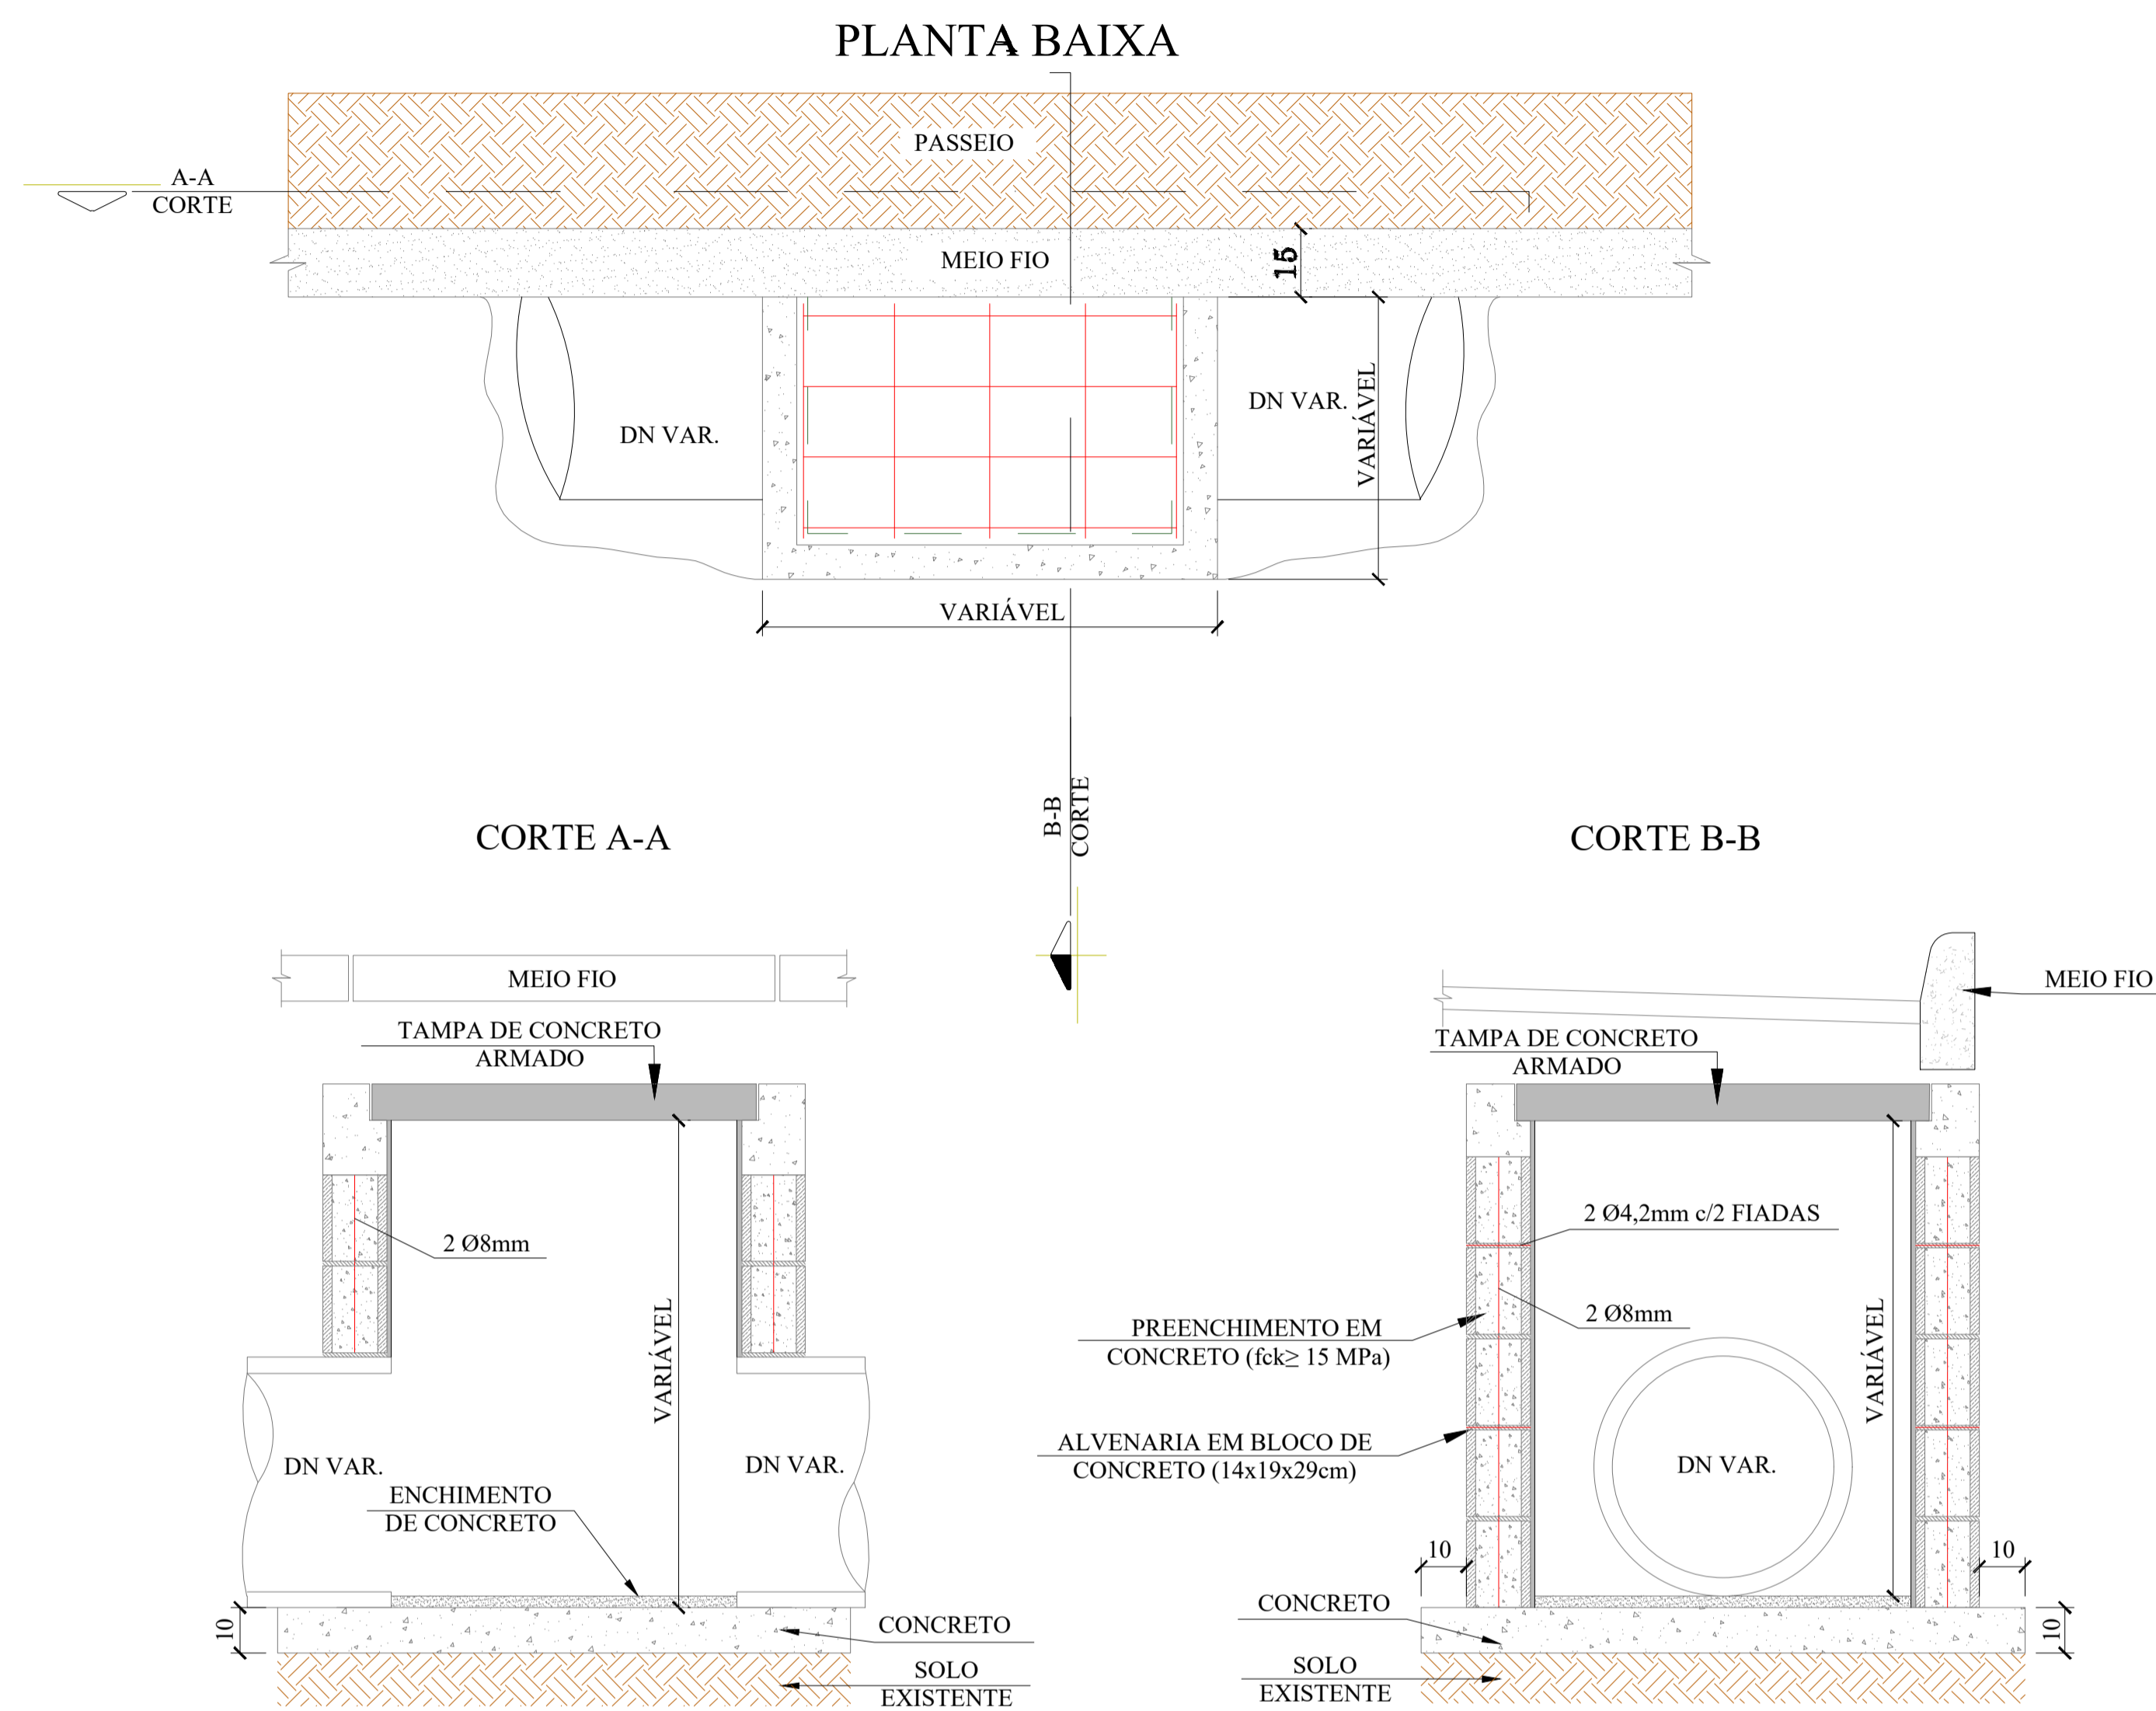 PLANTA BAIXA
PASSEIO
A-A
CORTE
MEIO FIO
15
DN VAR.
DN VAR.
VARIÁVEL
VARIÁVEL
B-B
CORTE
CORTE A-A
MEIO FIO
TAMPA DE CONCRETO
ARMADO
2 Ø8mm
VARIÁVEL
DN VAR.
DN VAR.
ENCHIMENTO
DE CONCRETO
10
CONCRETO
SOLO
EXISTENTE
CORTE B-B
MEIO FIO
TAMPA DE CONCRETO
ARMADO
2 Ø4,2mm c/2 FIADAS
2 Ø8mm
PREENCHIMENTO EM
CONCRETO (fck≥ 15 MPa)
VARIÁVEL
ALVENARIA EM BLOCO DE
CONCRETO (14x19x29cm)
DN VAR.
10
10
CONCRETO
10
SOLO
EXISTENTE